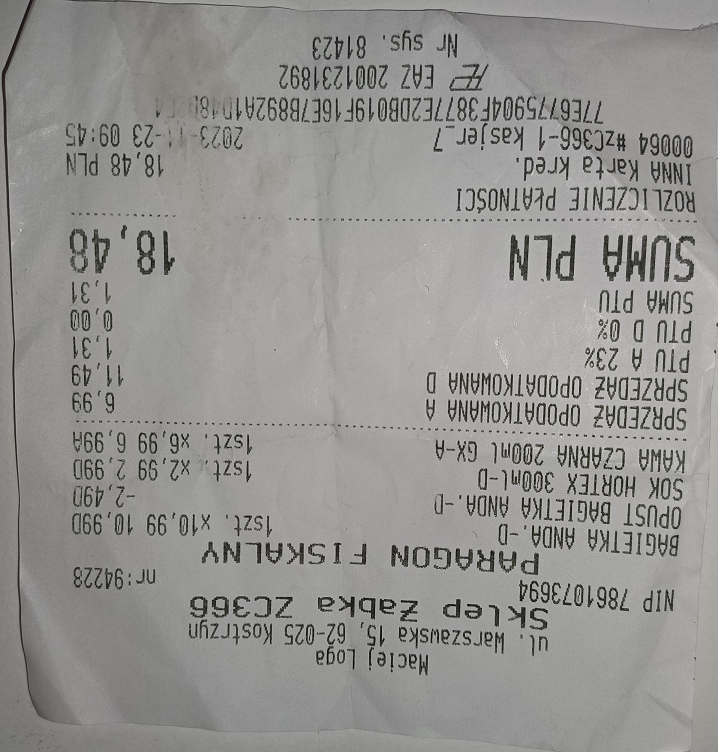 Maciej Loga
ul. Warszawska 15, 62-025 Kostrzyn
Sklep Żabka ZC366
NIP 7861073694 nr:94228
PARAGON FISKALNY
BAGIETKA ANDA.-D 1szt. x10,99 10,99D
OPUST BAGIETKA ANDA.-D -2,49D
SOK HORTEX 300ml-D 1szt. x2,99 2,99D
KAWA CZARNA 200ml GX-A 1szt. x6,99 6,99A
SPRZEDAŻ OPODATKOWANA A 6,99
SPRZEDAŻ OPODATKOWANA D 11,49
PTU A 23% 1,31
PTU D 0% 0,00
SUMA PTU 1,31
SUMA PLN 18,48
ROZLICZENIE PŁATNOŚCI
INNA Karta kred. 18,48 PLN
00064 #zC366-1 kasjer_7 2023-11-23 09:45
EAZ 2001231892
Nr sys. 81423